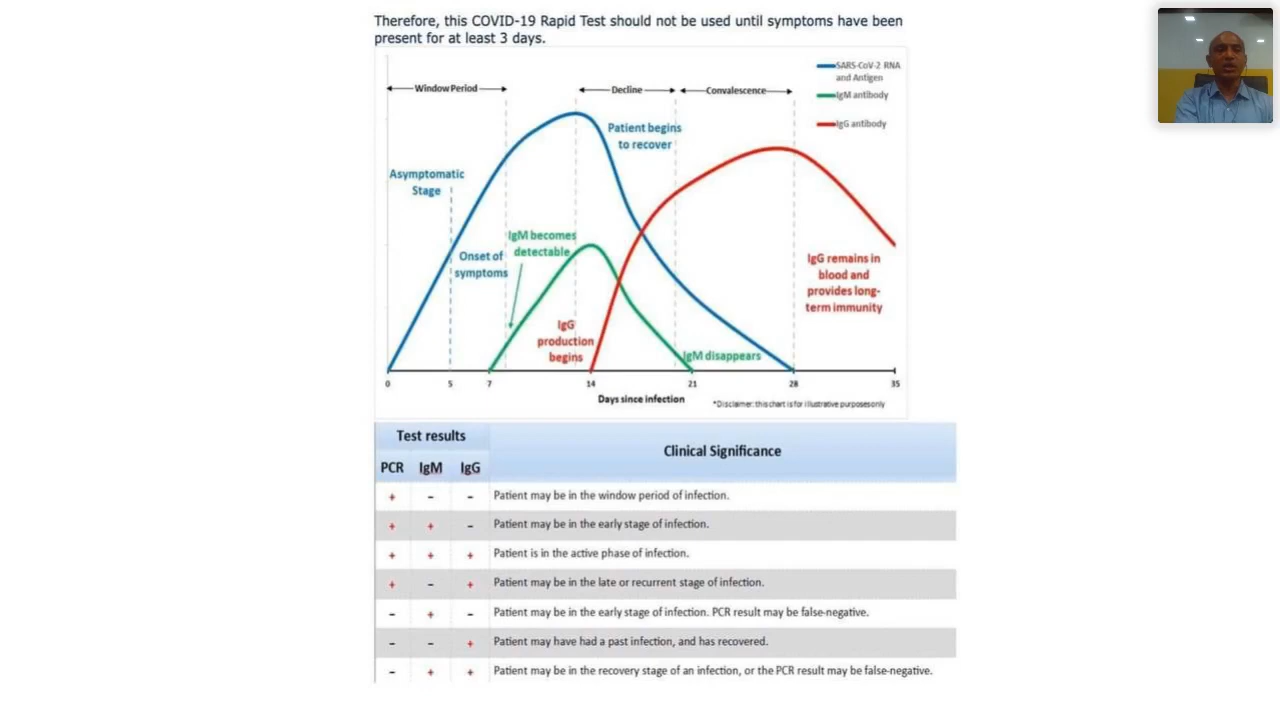 Therefore, this COVID-19 Rapid Test should not be used until symptoms have been
present for at least 3 days.
SARS-CoV-2 RNA
and Antigen
IgM antibody
IgG antibody
Window Period
Decline
Convalescence
Patient begins
to recover
Asymptomatic
Stage
IgM becomes
detectable
Onset of
symptoms
IgG remains in
blood and
provides long-
term immunity
IgG
production
begins
IgM disappears
0 5 7 14 21 28 35
Days since infection
*Disclaimer: this chart is for illustrative purposes only
Test results
Clinical Significance
PCR IgM IgG
+ - - Patient may be in the window period of infection.
+ + - Patient may be in the early stage of infection.
+ + + Patient is in the active phase of infection.
+ - + Patient may be in the late or recurrent stage of infection.
- + - Patient may be in the early stage of infection. PCR result may be false-negative.
- - + Patient may have had a past infection, and has recovered.
- + + Patient may be in the recovery stage of an infection, or the PCR result may be false-negative.